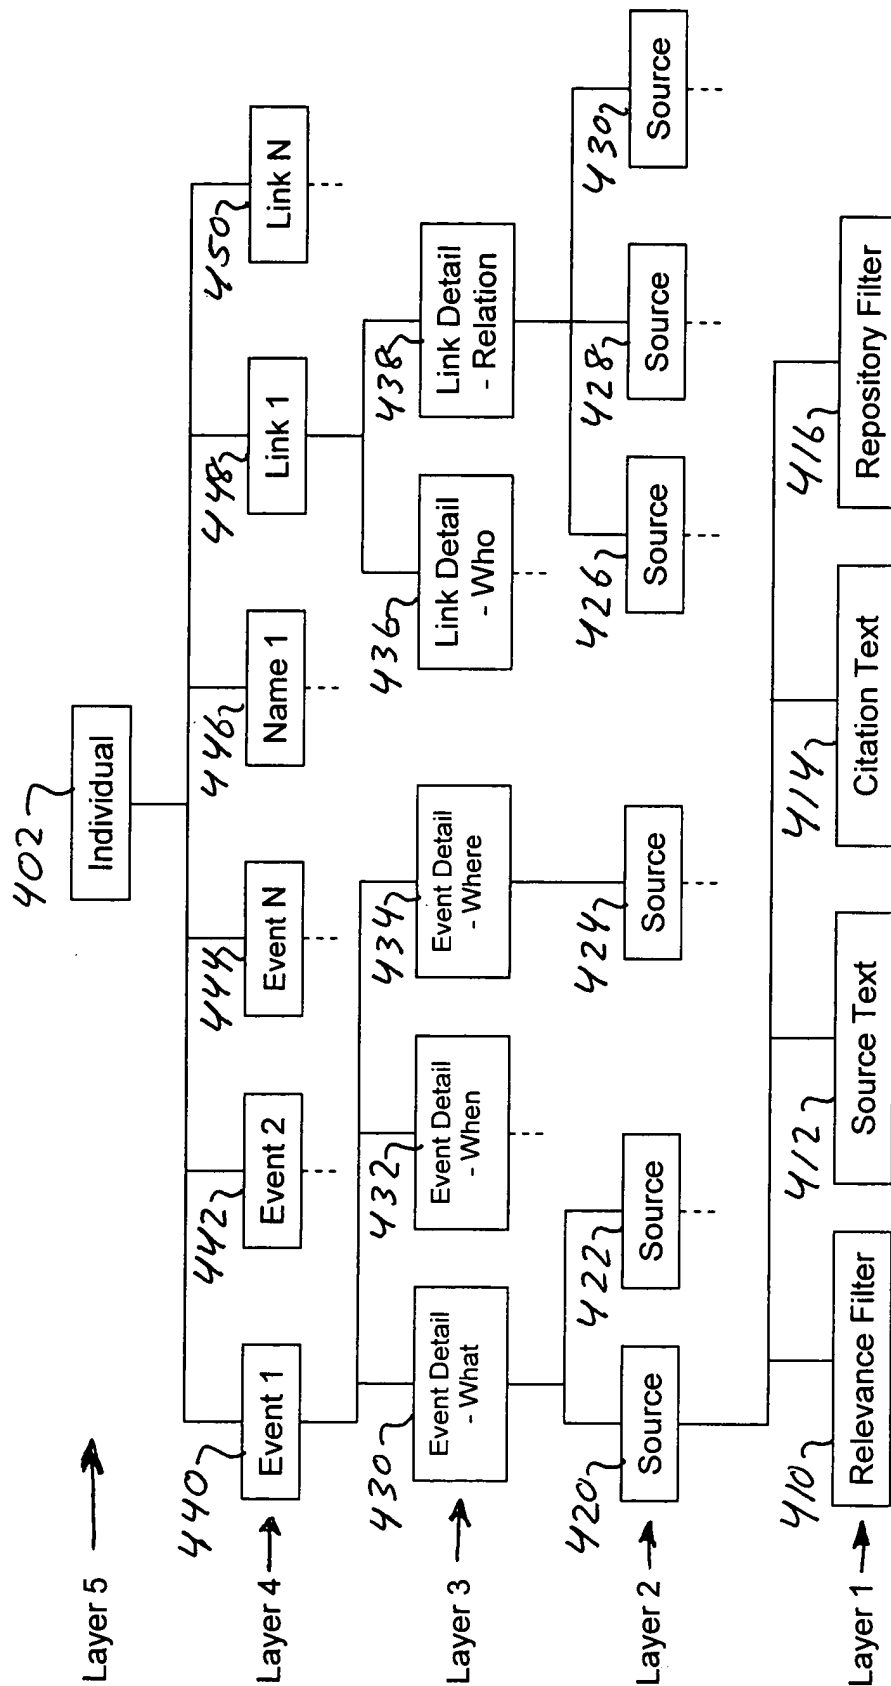 402
Layer 5
Individual
440
442
444
446
448
450
Layer 4
Event 1
Event 2
Event N
Name 1
Link 1
Link N
430
432
434
436
438
Layer 3
Event Detail
- What
Event Detail
- When
Event Detail
- Where
Link Detail
- Who
Link Detail
- Relation
420
422
424
426
428
430
Layer 2
Source
Source
Source
Source
Source
Source
410
412
414
416
Layer 1
Relevance Filter
Source Text
Citation Text
Repository Filter